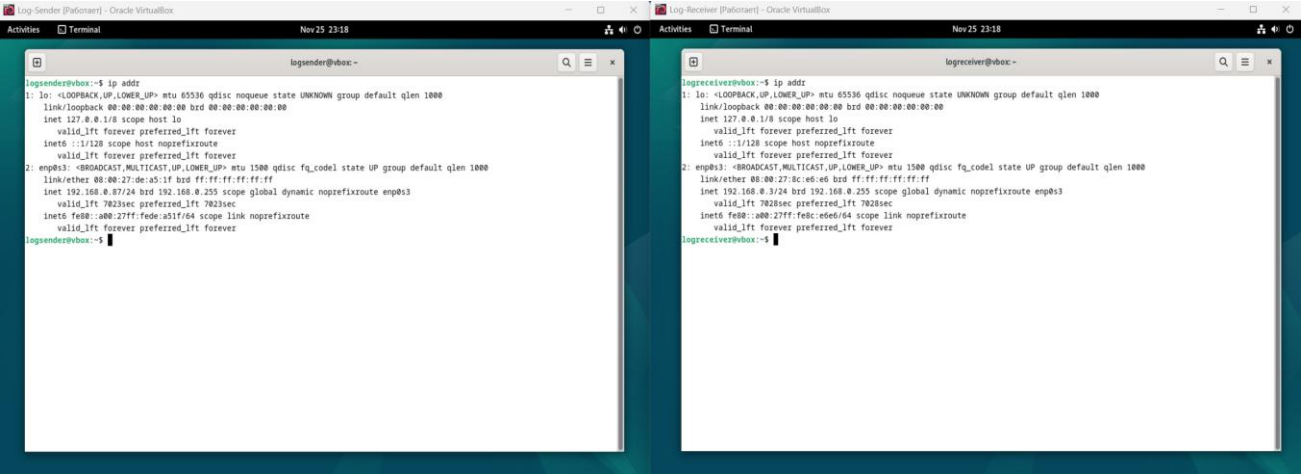 Log-Sender [Работает] - Oracle VirtualBox
Activities Terminal Nov 25 23:18
logsender@vbox: ~
logsender@vbox:~$ ip addr
1: lo: <LOOPBACK,UP,LOWER_UP> mtu 65536 qdisc noqueue state UNKNOWN group default qlen 1000
link/loopback 00:00:00:00:00:00 brd 00:00:00:00:00:00
inet 127.0.0.1/8 scope host lo
valid_lft forever preferred_lft forever
inet6 ::1/128 scope host noprefixroute
valid_lft forever preferred_lft forever
2: enp0s3: <BROADCAST,MULTICAST,UP,LOWER_UP> mtu 1500 qdisc fq_codel state UP group default qlen 1000
link/ether 08:00:27:de:a5:1f brd ff:ff:ff:ff:ff:ff
inet 192.168.0.87/24 brd 192.168.0.255 scope global dynamic noprefixroute enp0s3
valid_lft 7023sec preferred_lft 7023sec
inet6 fe80::a00:27ff:fede:a51f/64 scope link noprefixroute
valid_lft forever preferred_lft forever
logsender@vbox:~$
Log-Receiver [Работает] - Oracle VirtualBox
Activities Terminal Nov 25 23:18
logreceiver@vbox: ~
logreceiver@vbox:~$ ip addr
1: lo: <LOOPBACK,UP,LOWER_UP> mtu 65536 qdisc noqueue state UNKNOWN group default qlen 1000
link/loopback 00:00:00:00:00:00 brd 00:00:00:00:00:00
inet 127.0.0.1/8 scope host lo
valid_lft forever preferred_lft forever
inet6 ::1/128 scope host noprefixroute
valid_lft forever preferred_lft forever
2: enp0s3: <BROADCAST,MULTICAST,UP,LOWER_UP> mtu 1500 qdisc fq_codel state UP group default qlen 1000
link/ether 08:00:27:8c:e6:e6 brd ff:ff:ff:ff:ff:ff
inet 192.168.0.3/24 brd 192.168.0.255 scope global dynamic noprefixroute enp0s3
valid_lft 7028sec preferred_lft 7028sec
inet6 fe80::a00:27ff:fe8c:e6e6/64 scope link noprefixroute
valid_lft forever preferred_lft forever
logreceiver@vbox:~$